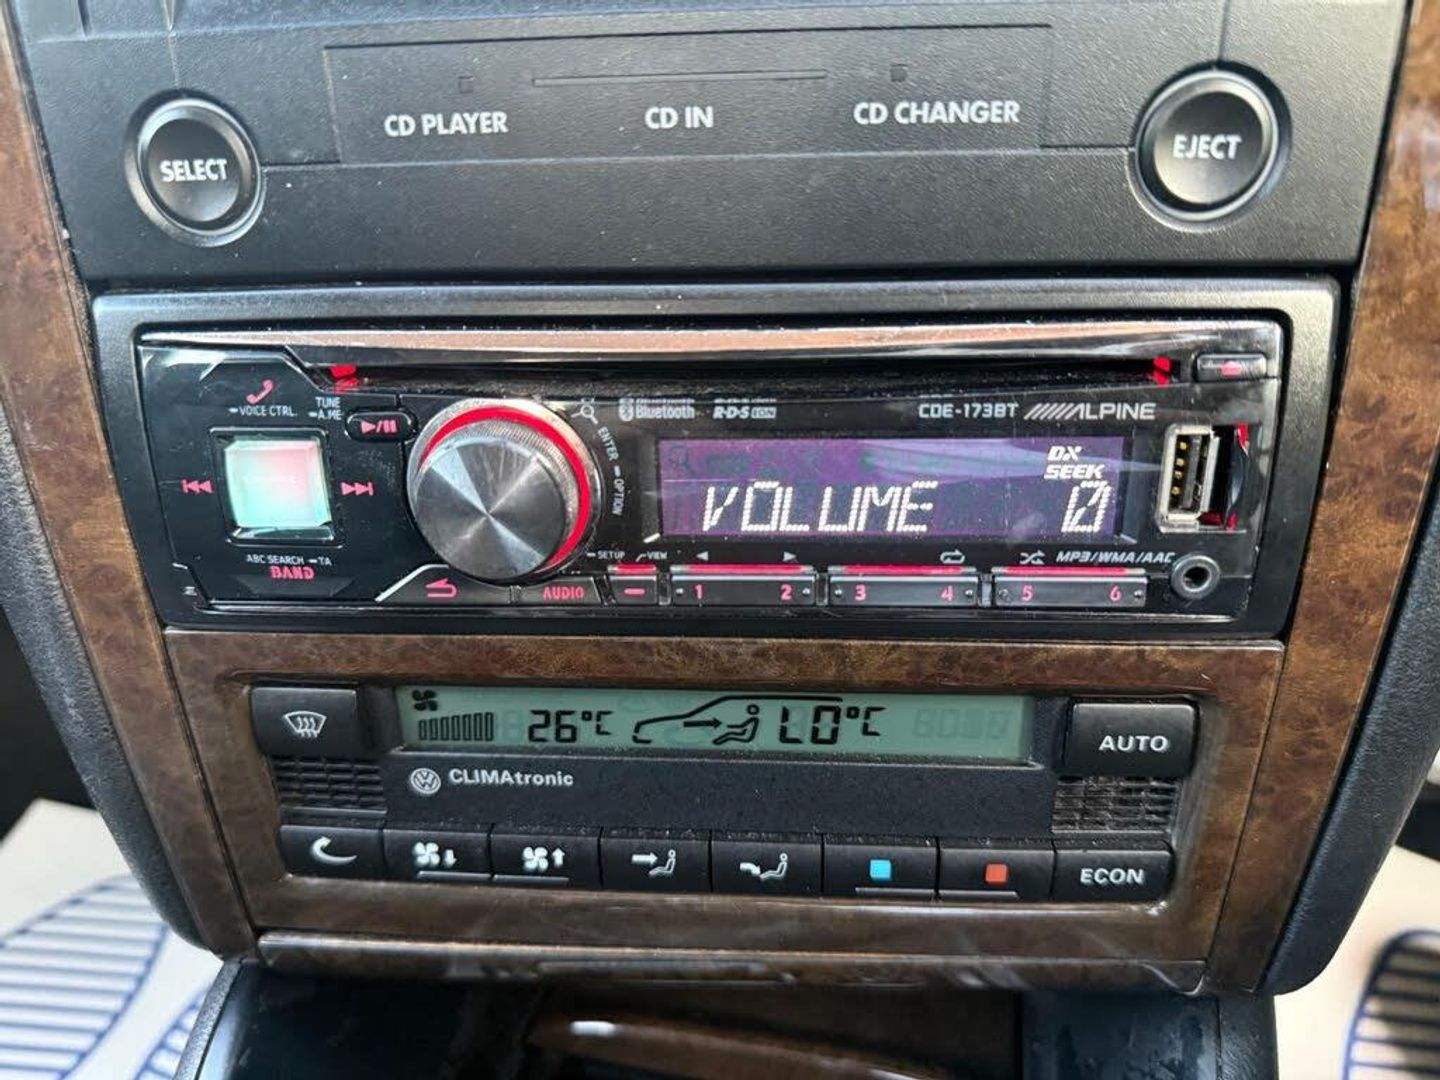 CD PLAYER
CD IN
CD CHANGER
SELECT
EJECT
VOICE CTRL.
TUNE
A.ME
Bluetooth
R·D·S EON
CDE-173BT
ALPINE
ENTER
OPTION
DX
SEEK
VOLUME 0
ABC SEARCH
TA
BAND
SETUP
VIEW
MP3/WMA/AAC
AUDIO
1
2
3
4
5
6
26°C
LO°C
AUTO
CLIMAtronic
ECON